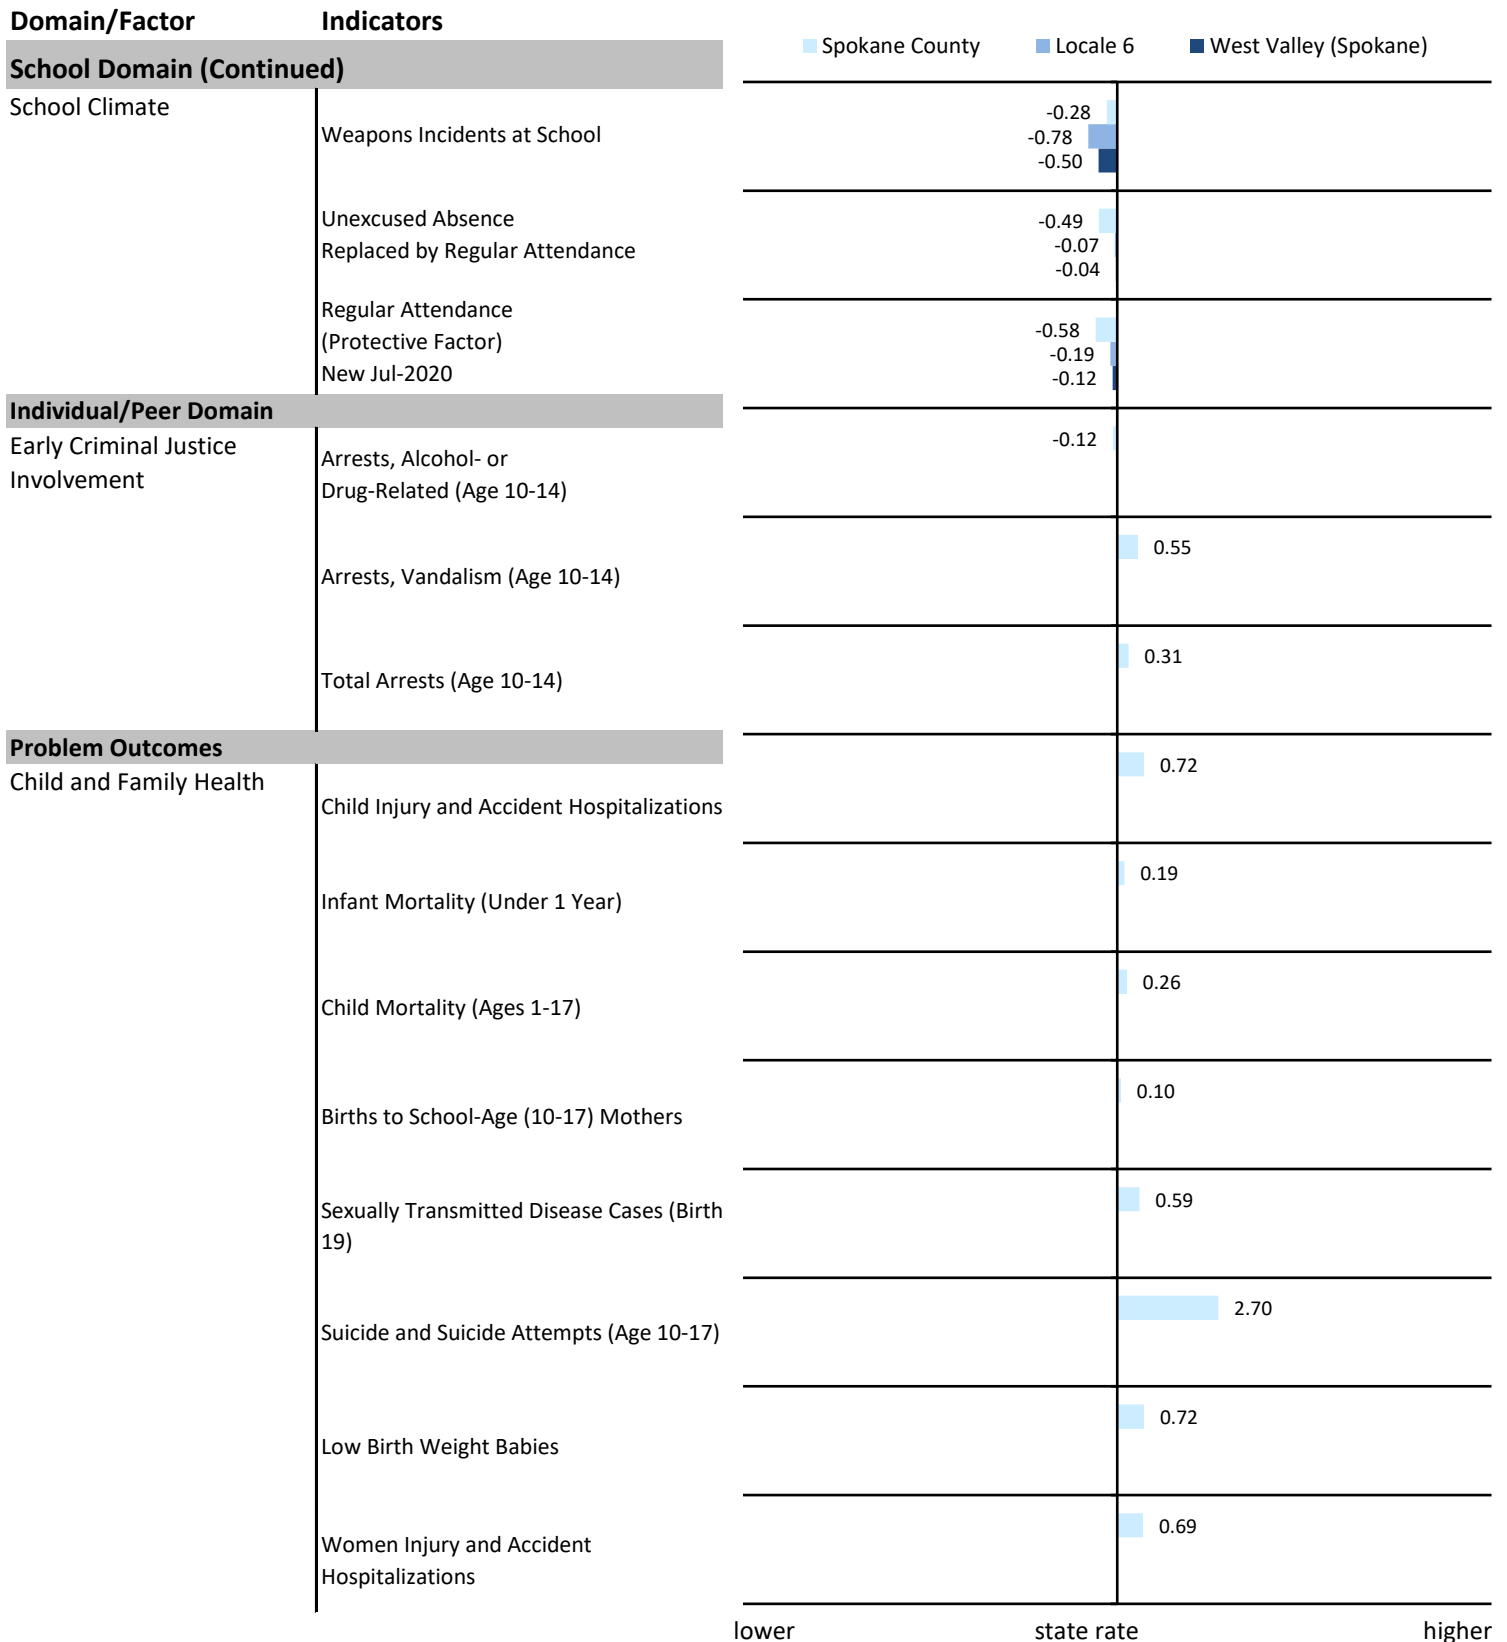 Domain/Factor Indicators
Spokane County Locale 6 West Valley (Spokane)
School Domain (Continued)
School Climate
Weapons Incidents at School
-0.28
-0.78
-0.50
Unexcused Absence
Replaced by Regular Attendance
-0.49
-0.07
-0.04
Regular Attendance
(Protective Factor)
New Jul-2020
-0.58
-0.19
-0.12
Individual/Peer Domain
Early Criminal Justice
Involvement
Arrests, Alcohol- or
Drug-Related (Age 10-14)
-0.12
Arrests, Vandalism (Age 10-14)
0.55
Total Arrests (Age 10-14)
0.31
Problem Outcomes
Child and Family Health
Child Injury and Accident Hospitalizations
0.72
Infant Mortality (Under 1 Year)
0.19
Child Mortality (Ages 1-17)
0.26
Births to School-Age (10-17) Mothers
0.10
Sexually Transmitted Disease Cases (Birth
19)
0.59
Suicide and Suicide Attempts (Age 10-17)
2.70
Low Birth Weight Babies
0.72
Women Injury and Accident
Hospitalizations
0.69
lower state rate higher